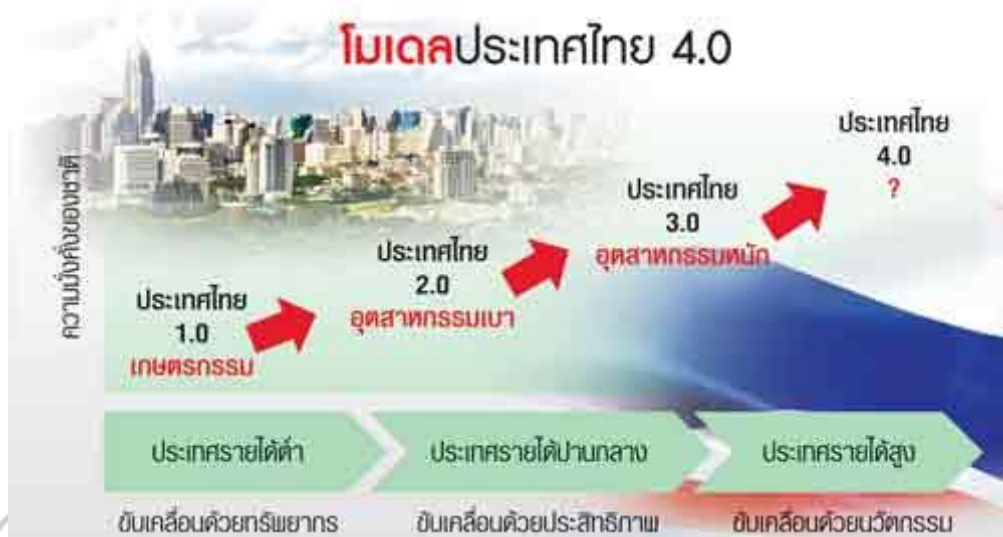 โมเดลประเทศไทย 4.0
ความมั่งคั่งของชาติ
ประเทศไทย
1.0
เกษตรกรรม
ประเทศไทย
2.0
อุตสาหกรรมเบา
ประเทศไทย
3.0
อุตสาหกรรมหนัก
ประเทศไทย
4.0
?
ประเทศรายได้ต่ำ
ประเทศรายได้ปานกลาง
ประเทศรายได้สูง
ขับเคลื่อนด้วยทรัพยากร
ขับเคลื่อนด้วยประสิทธิภาพ
ขับเคลื่อนด้วยนวัตกรรม